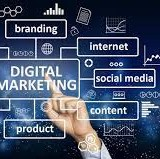 branding
internet
DIGITAL
MARKETING
social media
content
product